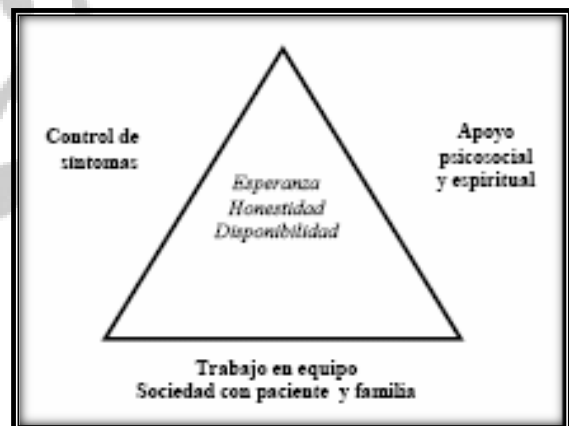 Control de
síntomas
Apoyo
psicosocial
y espiritual
Esperanza
Honestidad
Disponibilidad
Trabajo en equipo
Sociedad con paciente y familia